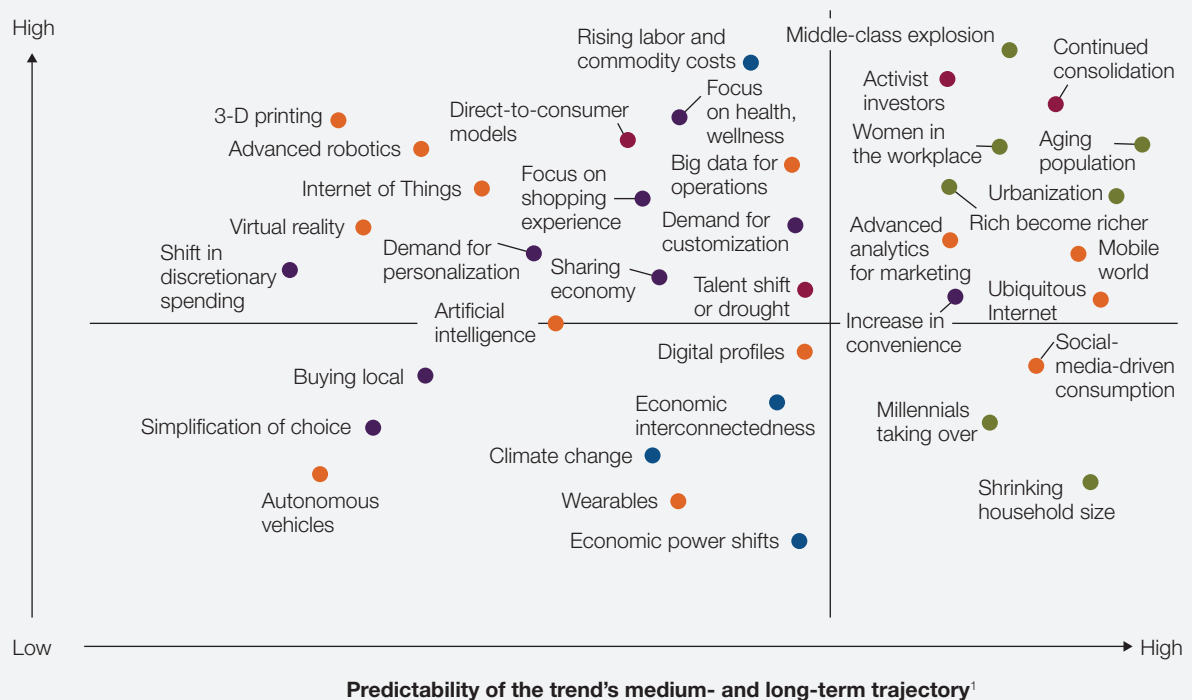 High
Rising labor and
commodity costs
Middle-class explosion
Continued
consolidation
Activist
investors
Focus
on health,
wellness
Direct-to-consumer
models
3-D printing
Advanced robotics
Women in
the workplace
Aging
population
Big data for
operations
Internet of Things
Focus on
shopping
experience
Urbanization
Rich become richer
Virtual reality
Demand for
customization
Advanced
analytics
for marketing
Mobile
world
Shift in
discretionary
spending
Demand for
personalization
Sharing
economy
Talent shift
or drought
Ubiquitous
Internet
Artificial
intelligence
Increase in
convenience
Digital profiles
Social-
media-driven
consumption
Buying local
Economic
interconnectedness
Millennials
taking over
Simplification of choice
Climate change
Autonomous
vehicles
Wearables
Shrinking
household size
Economic power shifts
Low
High
Predictability of the trend's medium- and long-term trajectory¹